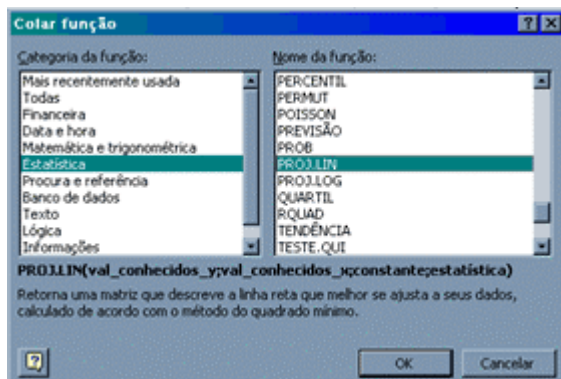 Colar função
Categoria da função:
Mais recentemente usada
Todas
Financeira
Data e hora
Matemática e trigonométrica
Estatística
Procura e referência
Banco de dados
Texto
Lógica
Informações
Nome da função:
PERCENTIL
PERMUT
POISSON
PREVISÃO
PROB
PROJ.LIN
PROJ.LOG
QUARTIL
RQUAD
TENDÊNCIA
TESTE.QUI
PROJ.LIN(val_conhecidos_y;val_conhecidos_x;constante;estatística)
Retorna uma matriz que descreve a linha reta que melhor se ajusta a seus dados,
calculado de acordo com o método do quadrado mínimo.
OK
Cancelar